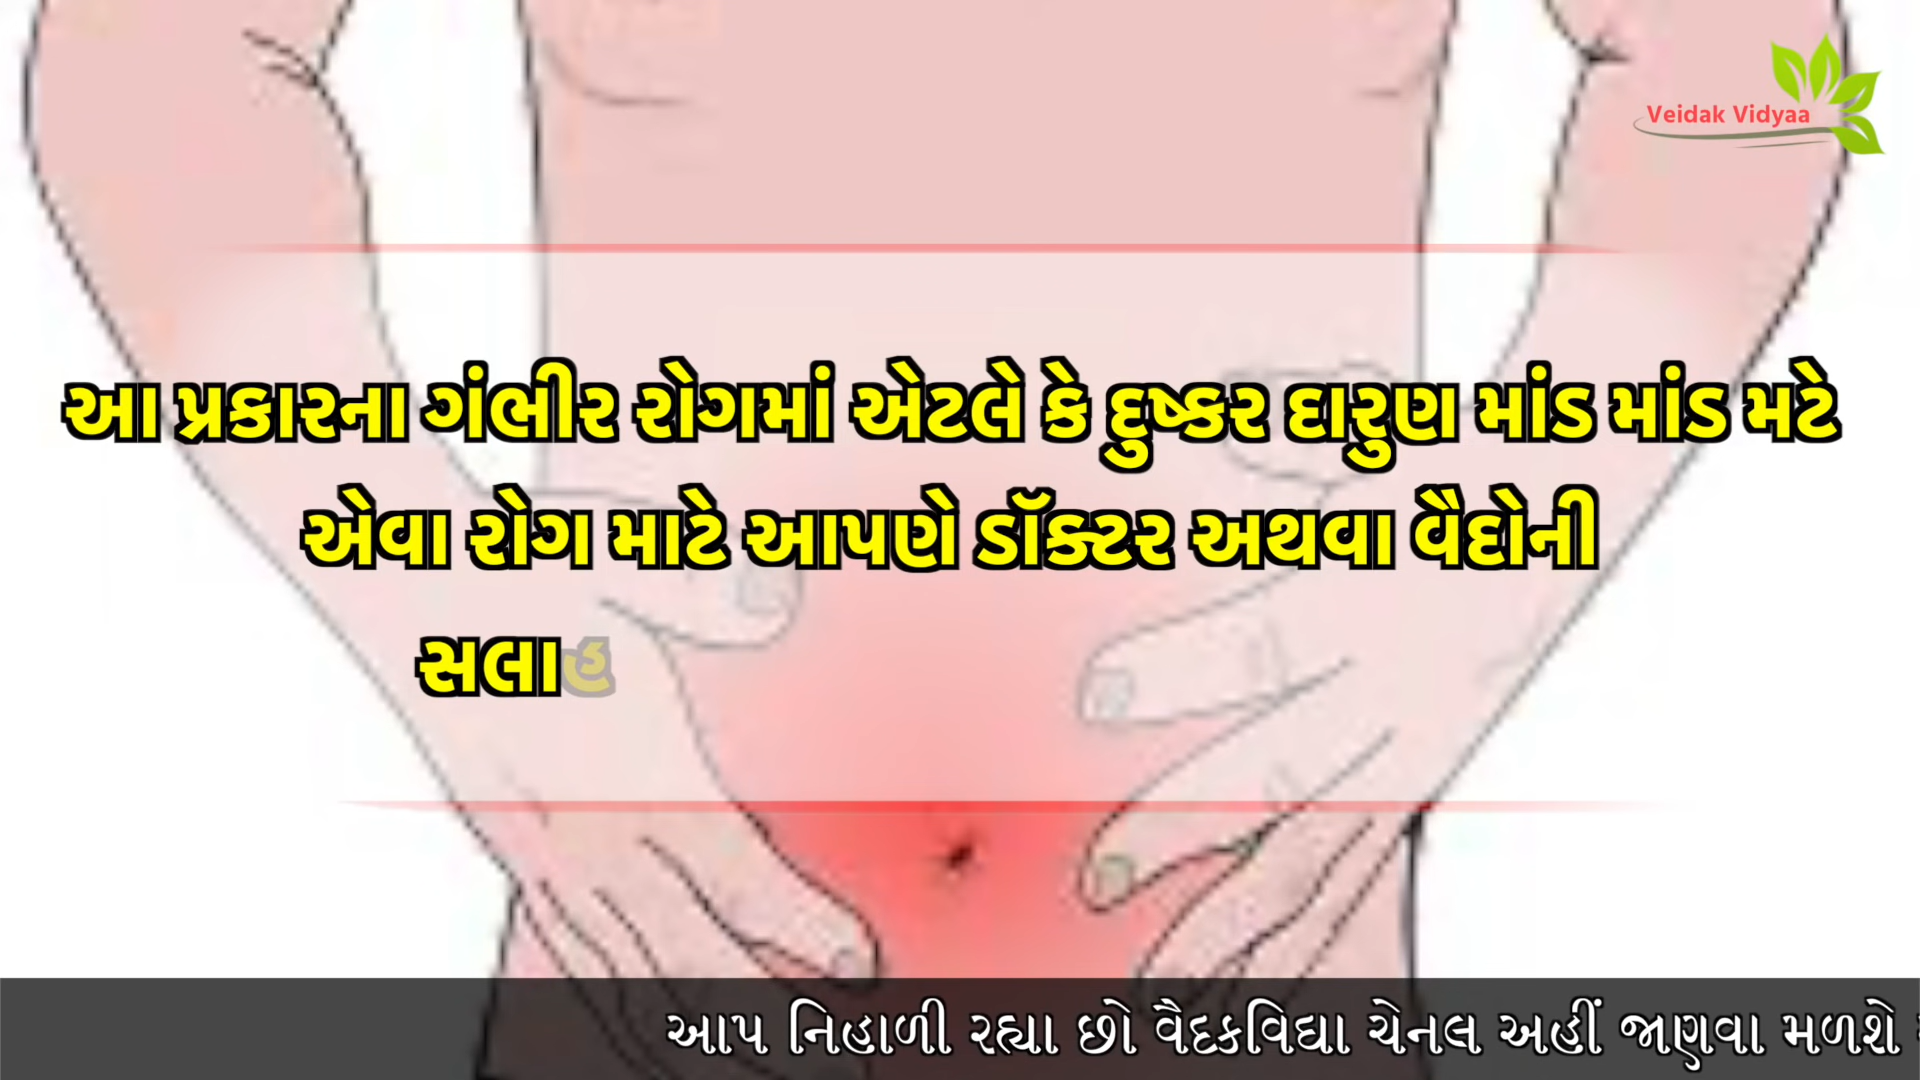 Veidak Vidyaa
આ પ્રકારના ગંભીર રોગમાં એટલે કે દુષ્કર દારુણ માંડ માંડ મટે
એવા રોગ માટે આપણે ડૉક્ટર અથવા વૈદોની
સલાહ
આપ નિહાળી રહ્યા છો વૈદકવિદ્યા ચેનલ અહીં જાણવા મળશે